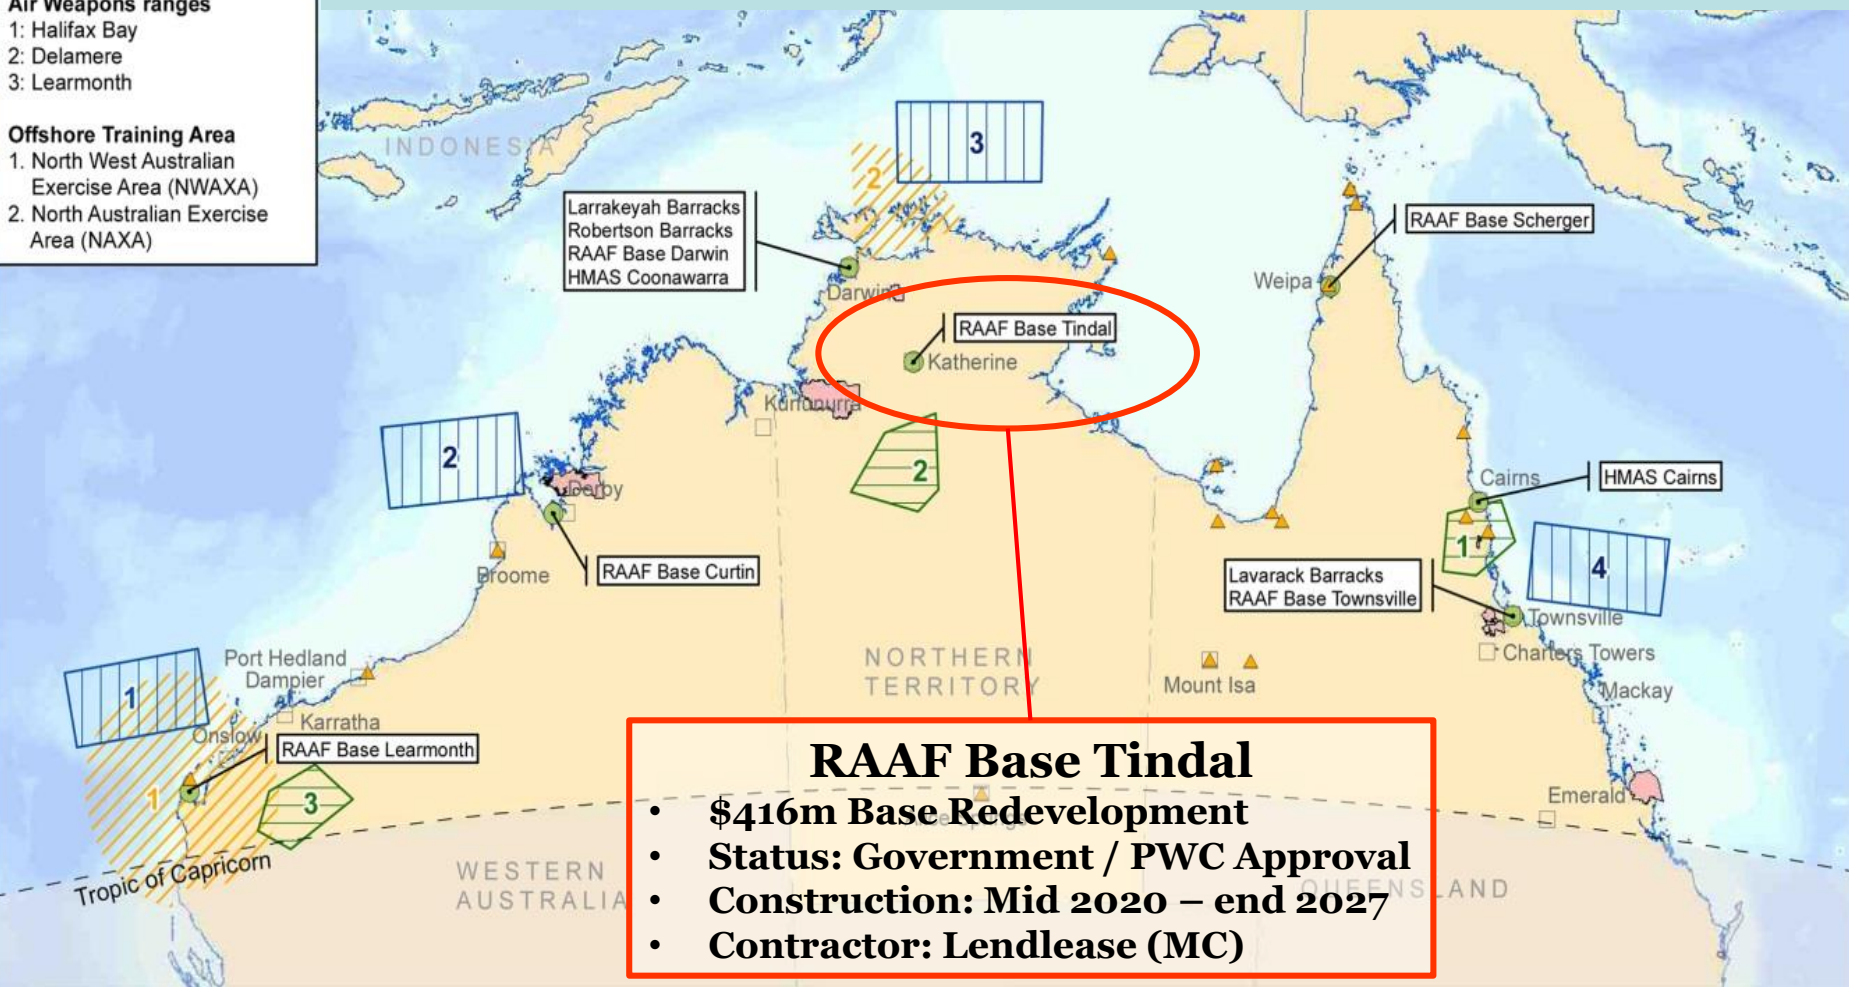 Air Weapons ranges
1: Halifax Bay
2: Delamere
3: Learmonth
Offshore Training Area
1. North West Australian
Exercise Area (NWAXA)
2. North Australian Exercise
Area (NAXA)
INDONESIA
3
2
Larrakeyah Barracks
Robertson Barracks
RAAF Base Darwin
HMAS Coonawarra
Darwin
RAAF Base Scherger
Weipa
RAAF Base Tindal
Katherine
Kununurra
2
2
Derby
Cairns
HMAS Cairns
1
4
Broome
RAAF Base Curtin
Lavarack Barracks
RAAF Base Townsville
Townsville
Charters Towers
Port Hedland
Dampier
NORTHERN
TERRITORY
Mount Isa
Mackay
1
Karratha
Onslow
RAAF Base Learmonth
1
3
Emerald
Tropic of Capricorn
WESTERN
AUSTRALIA
QUEENSLAND
Alice Springs
RAAF Base Tindal
• $416m Base Redevelopment
• Status: Government / PWC Approval
• Construction: Mid 2020 – end 2027
• Contractor: Lendlease (MC)